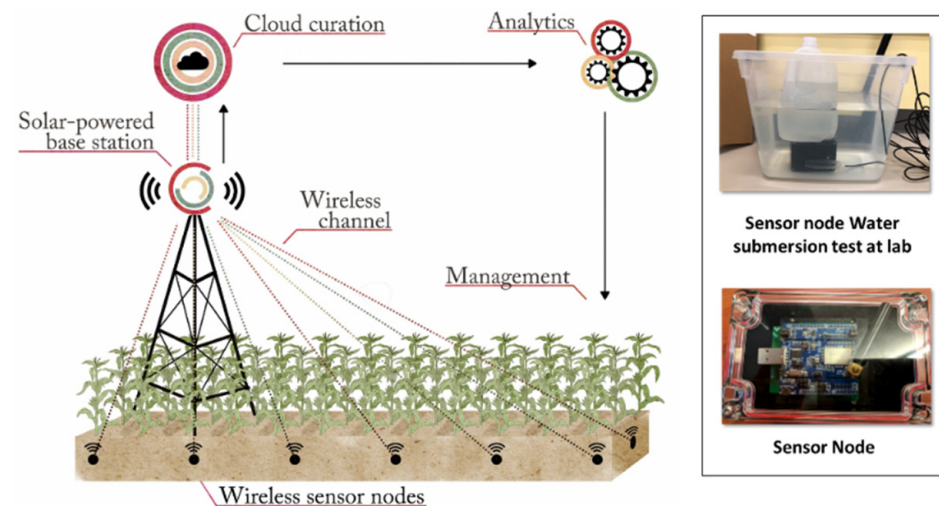 Cloud curation
Analytics
Solar-powered
base station
Wireless
channel
Management
Wireless sensor nodes
Sensor node Water
submersion test at lab
Sensor Node